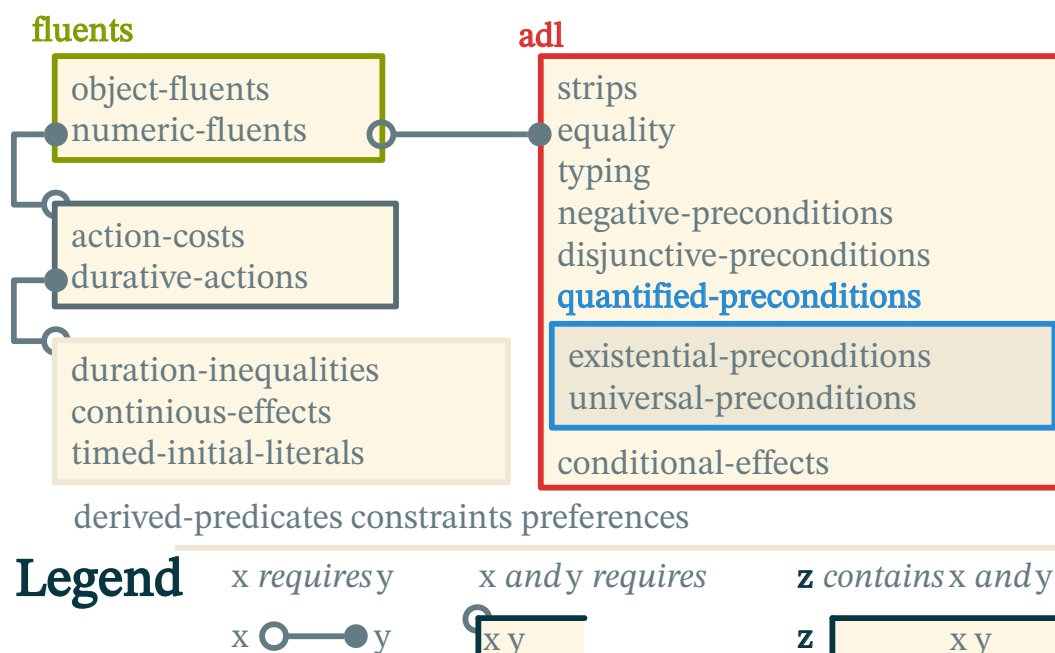 fluents
object-fluents
numeric-fluents
action-costs
durative-actions
duration-inequalities
continious-effects
timed-initial-literals
adl
strips
equality
typing
negative-preconditions
disjunctive-preconditions
quantified-preconditions
existential-preconditions
universal-preconditions
conditional-effects
derived-predicates constraints preferences
Legend
x requires y
x y
x and y requires
x y
z contains x and y
z x y